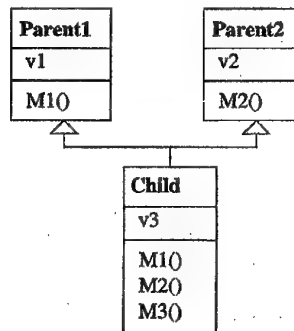 Parent1
v1
M1()
Parent2
v2
M2()
Child
v3
M1()
M2()
M3()